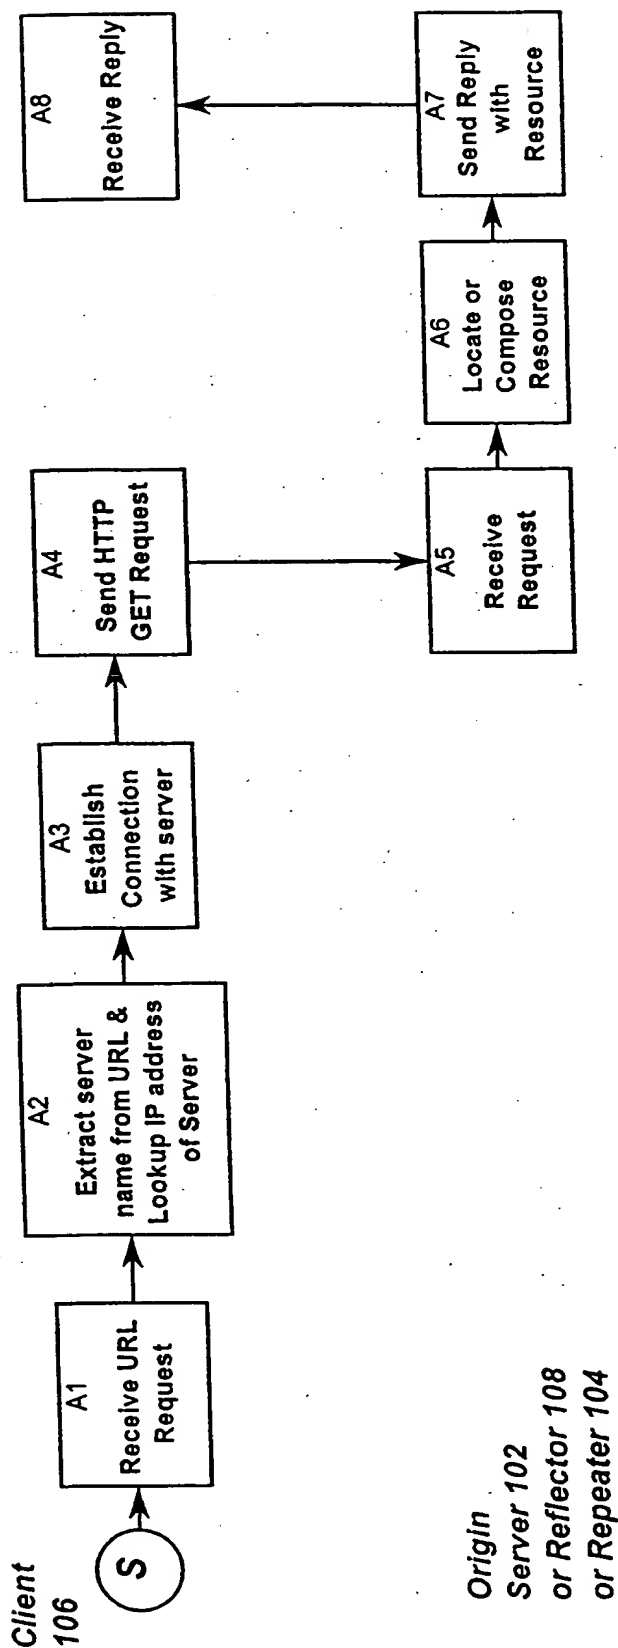 Client
106
S
A1
Receive URL
Request
A2
Extract server
name from URL &
Lookup IP address
of Server
A3
Establish
Connection
with server
A4
Send HTTP
GET Request
A8
Receive Reply
Origin
Server 102
or Reflector 108
or Repeater 104
A5
Receive
Request
A6
Locate or
Compose
Resource
A7
Send Reply
with
Resource